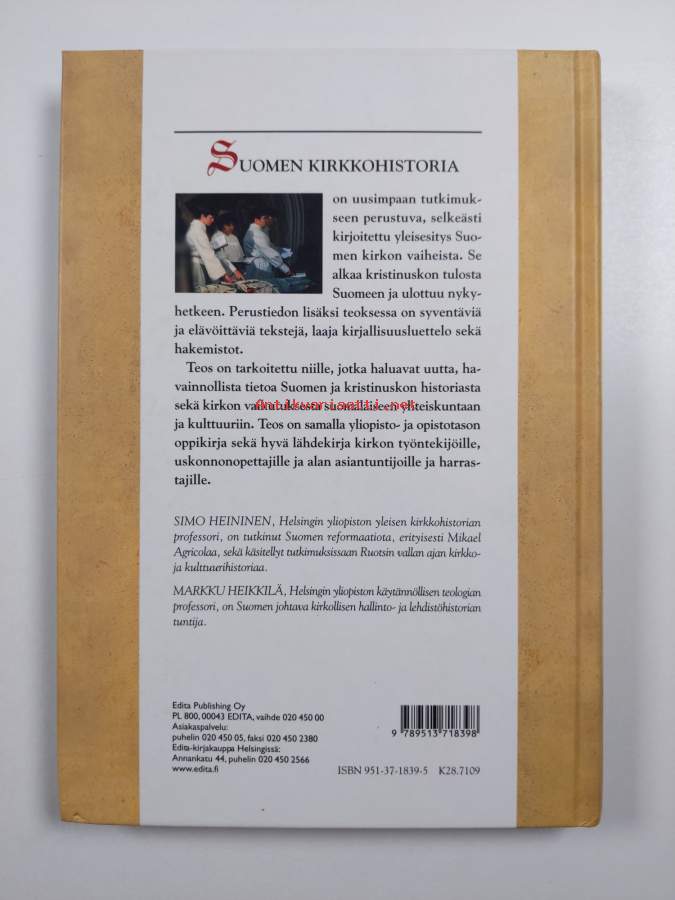 SUOMEN KIRKKOHISTORIA
on uusimpaan tutkimuk-
seen perustuva, selkeästi
kirjoitettu yleisesitys Suo-
men kirkon vaiheista. Se
alkaa kristinuskon tulosta
Suomeen ja ulottuu nyky-
hetkeen. Perustiedon lisäksi teoksessa on syventäviä
ja elävöittäviä tekstejä, laaja kirjallisuusluettelo sekä
hakemistot.
Teos on tarkoitettu niille, jotka haluavat uutta, ha-
vainnollista tietoa Suomen ja kristinuskon historiasta
sekä kirkon vaikutuksesta suomalaiseen yhteiskuntaan
antikvariaatti.net
ja kulttuuriin. Teos on samalla yliopisto- ja opistotason
oppikirja sekä hyvä lähdekirja kirkon työntekijöille,
uskonnonopettajille ja alan asiantuntijoille ja harras-
tajille.
SIMO HEININEN, Helsingin yliopiston yleisen kirkkohistorian
professori, on tutkinut Suomen reformaatiota, erityisesti Mikael
Agricolaa, sekä käsitellyt tutkimuksissaan Ruotsin vallan ajan kirkko-
ja kulttuurihistoriaa.
MARKKU HEIKKILÄ, Helsingin yliopiston käytännöllisen teologian
professori, on Suomen johtava kirkollisen hallinto- ja lehdistöhistorian
tuntija.
Edita Publishing Oy
PL 800, 00043 EDITA, vaihde 020 450 00
Asiakaspalvelu:
puhelin 020 450 05, faksi 020 450 2380
Edita-kirjakauppa Helsingissä:
Annankatu 44, puhelin 020 450 2566
www.edita.fi
9 789513 718398
ISBN 951-37-1839-5 K28.7109